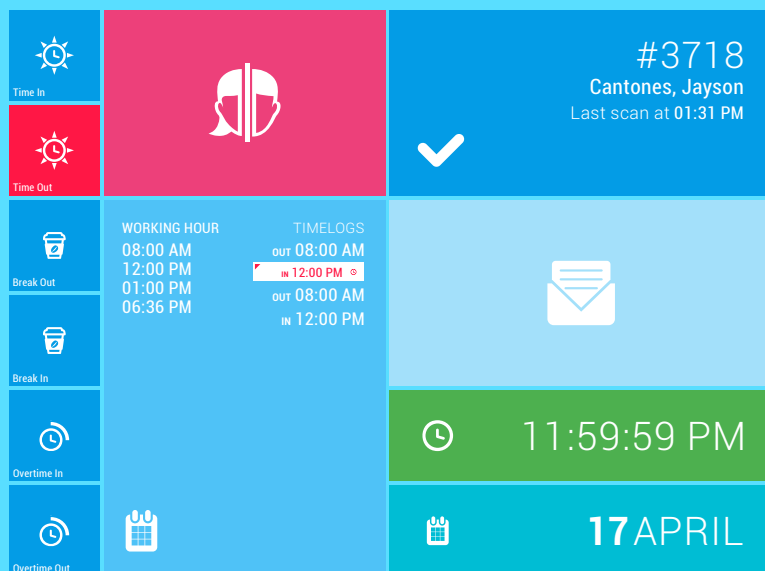 Time In
Time Out
Break Out
Break In
Overtime In
Overtime Out
WORKING HOUR
08:00 AM
12:00 PM
01:00 PM
06:36 PM
TIMELOGS
OUT 08:00 AM
IN 12:00 PM
OUT 08:00 AM
IN 12:00 PM
#3718
Cantones, Jayson
Last scan at 01:31 PM
11:59:59 PM
17 APRIL